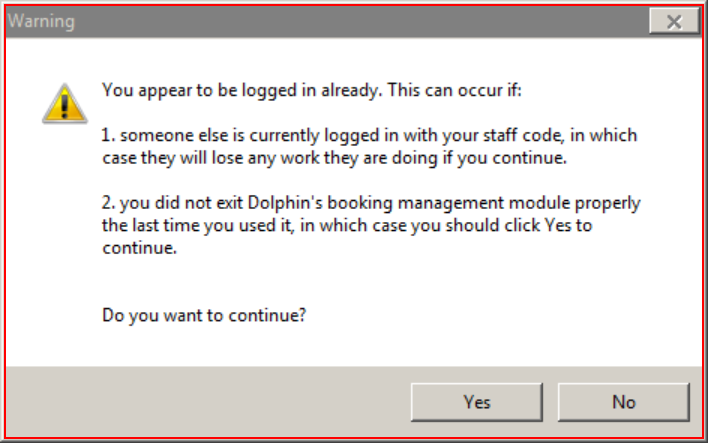 Warning
You appear to be logged in already. This can occur if:
1. someone else is currently logged in with your staff code, in which
case they will lose any work they are doing if you continue.
2. you did not exit Dolphin's booking management module properly
the last time you used it, in which case you should click Yes to
continue.
Do you want to continue?
Yes
No